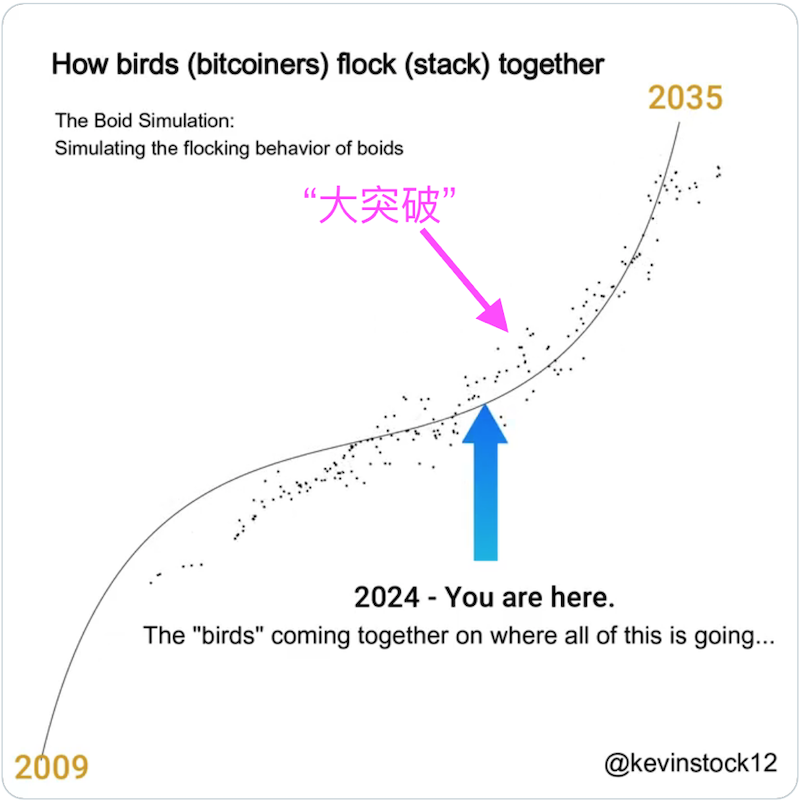 How birds (bitcoiners) flock (stack) together
2035
The Boid Simulation:
Simulating the flocking behavior of boids
“大突破”
2024 - You are here.
The "birds" coming together on where all of this is going...
2009
@kevinstock12